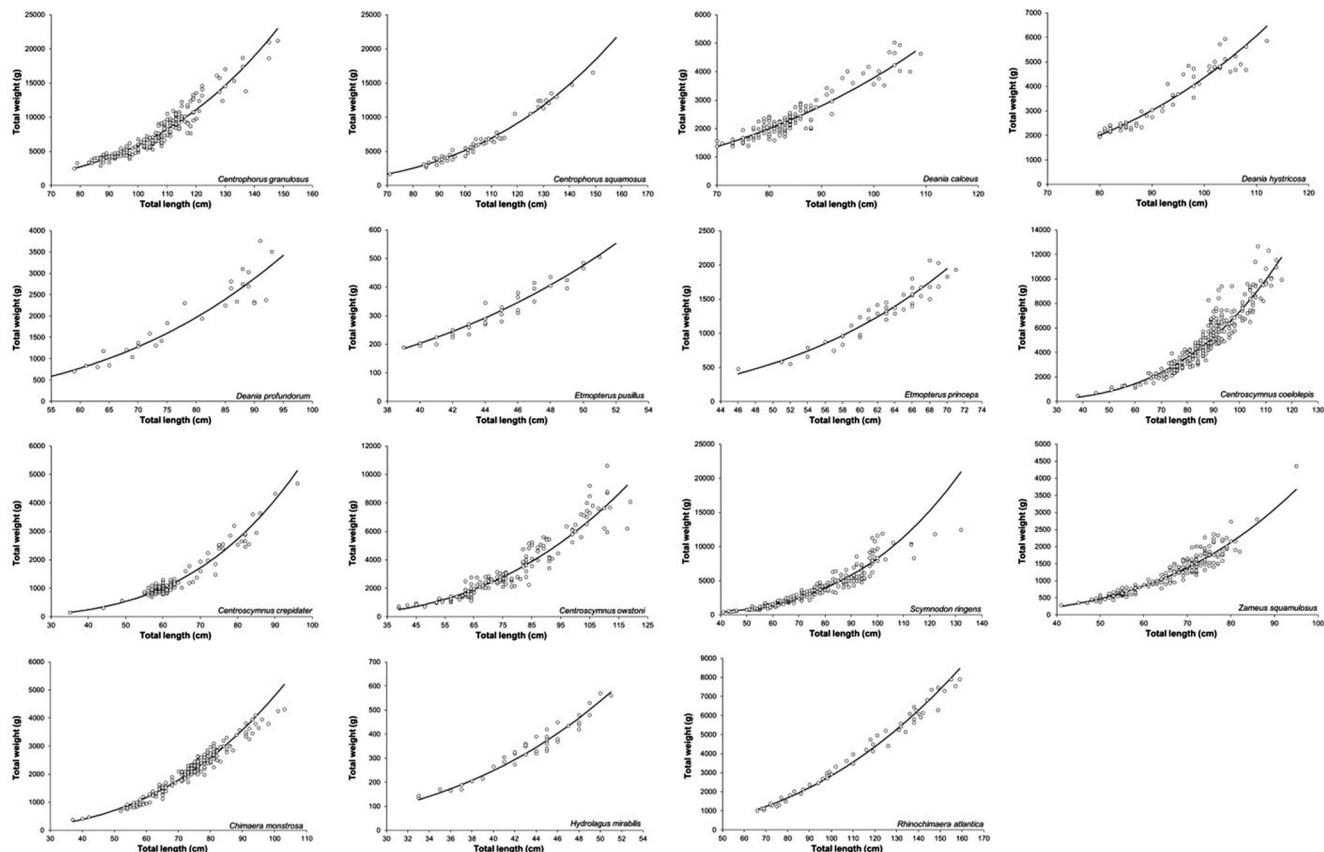 Total weight (g)
25000
20000
15000
10000
5000
0
Centrophorus granulosus
70 80 90 100 110 120 130 140 150 160
Total length (cm)
Total weight (g)
25000
20000
15000
10000
5000
0
Centrophorus squamosus
70 80 90 100 110 120 130 140 150 160 170
Total length (cm)
Total weight (g)
6000
5000
4000
3000
2000
1000
0
Deania calceus
70 80 90 100 110 120
Total length (cm)
Total weight (g)
7000
6000
5000
4000
3000
2000
1000
0
Deania hystricosa
70 80 90 100 110 120
Total length (cm)
Total weight (g)
4000
3500
3000
2500
2000
1500
1000
500
0
Deania profundorum
55 60 65 70 75 80 85 90 95 100
Total length (cm)
Total weight (g)
600
500
400
300
200
100
0
Etmopterus pusillus
38 40 42 44 46 48 50 52 54
Total length (cm)
Total weight (g)
2500
2000
1500
1000
500
0
Etmopterus princeps
44 46 48 50 52 54 56 58 60 62 64 66 68 70 72 74
Total length (cm)
Total weight (g)
14000
12000
10000
8000
6000
4000
2000
0
Centroscymnus coelolepis
30 40 50 60 70 80 90 100 110 120 130
Total length (cm)
Total weight (g)
6000
5000
4000
3000
2000
1000
0
Centroscymnus crepidater
30 40 50 60 70 80 90 100
Total length (cm)
Total weight (g)
12000
10000
8000
6000
4000
2000
0
Centroscymnus owstoni
35 45 55 65 75 85 95 105 115 125
Total length (cm)
Total weight (g)
25000
20000
15000
10000
5000
0
Scymnodon ringens
40 50 60 70 80 90 100 110 120 130 140
Total length (cm)
Total weight (g)
5000
4500
4000
3500
3000
2500
2000
1500
1000
500
0
Zameus squamulosus
40 50 60 70 80 90 100
Total length (cm)
Total weight (g)
6000
5000
4000
3000
2000
1000
0
Chimaera monstrosa
30 40 50 60 70 80 90 100 110
Total length (cm)
Total weight (g)
700
600
500
400
300
200
100
0
Hydrolagus mirabilis
30 32 34 36 38 40 42 44 46 48 50 52 54
Total length (cm)
Total weight (g)
9000
8000
7000
6000
5000
4000
3000
2000
1000
0
Rhinochimaera atlantica
50 60 70 80 90 100 110 120 130 140 150 160 170
Total length (cm)